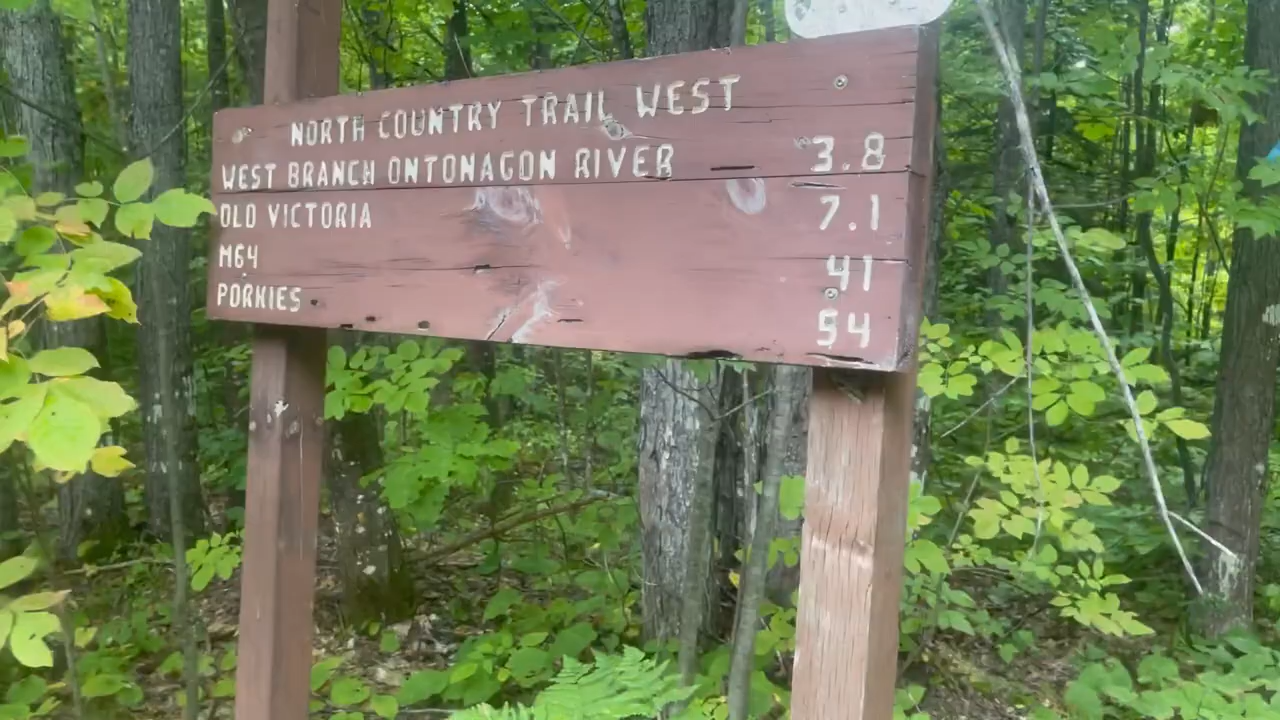 NORTH COUNTRY TRAIL WEST
WEST BRANCH ONTONAGON RIVER 3.8
OLD VICTORIA 7.1
M64 41
PORKIES 54